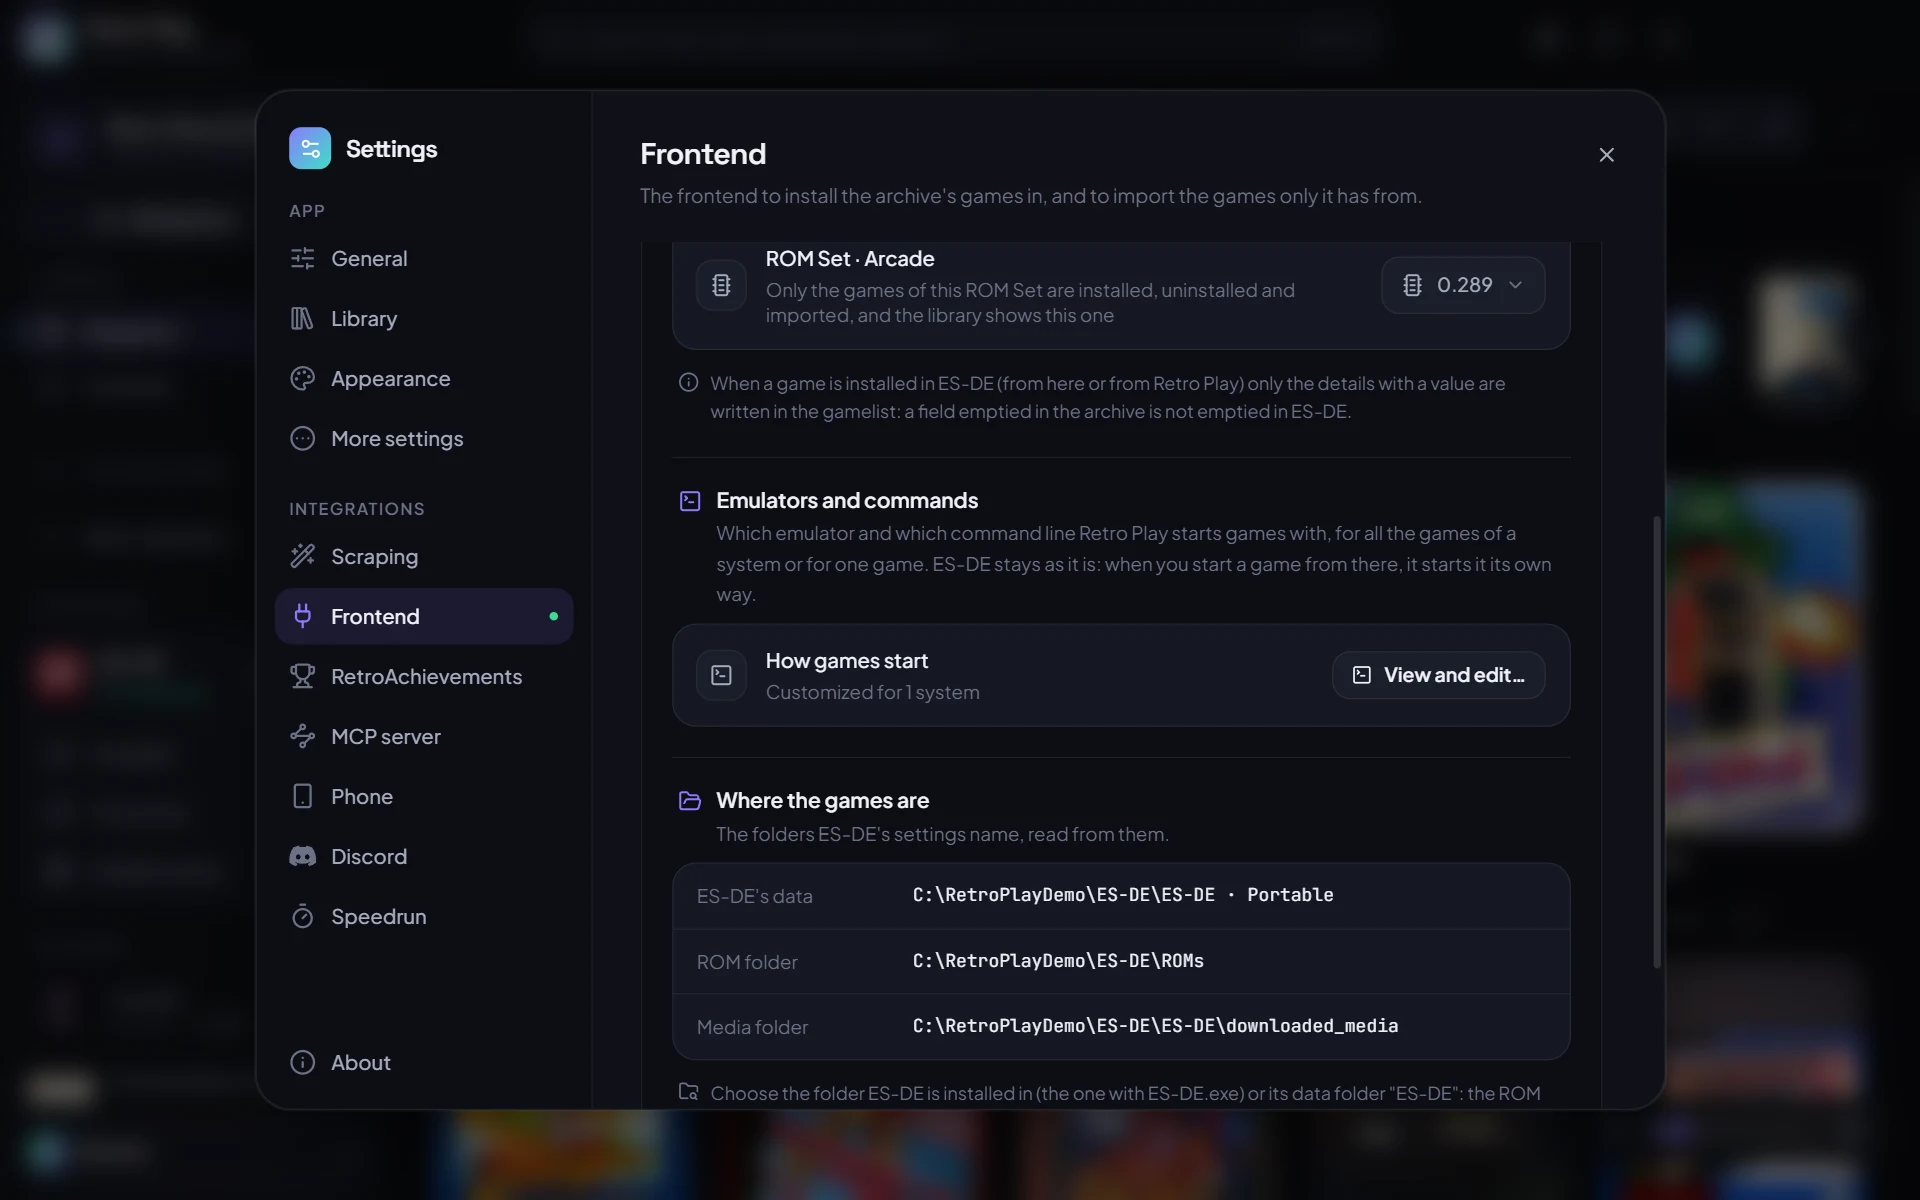 Settings
APP
General
Library
Appearance
More settings
INTEGRATIONS
Scraping
Frontend
RetroAchievements
MCP server
Phone
Discord
Speedrun
About
Frontend
The frontend to install the archive's games in, and to import the games only it has from.
ROM Set · Arcade
Only the games of this ROM Set are installed, uninstalled and
imported, and the library shows this one
0.289
When a game is installed in ES-DE (from here or from Retro Play) only the details with a value are
written in the gamelist: a field emptied in the archive is not emptied in ES-DE.
Emulators and commands
Which emulator and which command line Retro Play starts games with, for all the games of a
system or for one game. ES-DE stays as it is: when you start a game from there, it starts it its own
way.
How games start
Customized for 1 system
View and edit...
Where the games are
The folders ES-DE's settings name, read from them.
ES-DE's data
C:\RetroPlayDemo\ES-DE\ES-DE · Portable
ROM folder
C:\RetroPlayDemo\ES-DE\ROMs
Media folder
C:\RetroPlayDemo\ES-DE\ES-DE\downloaded_media
Choose the folder ES-DE is installed in (the one with ES-DE.exe) or its data folder "ES-DE": the ROM